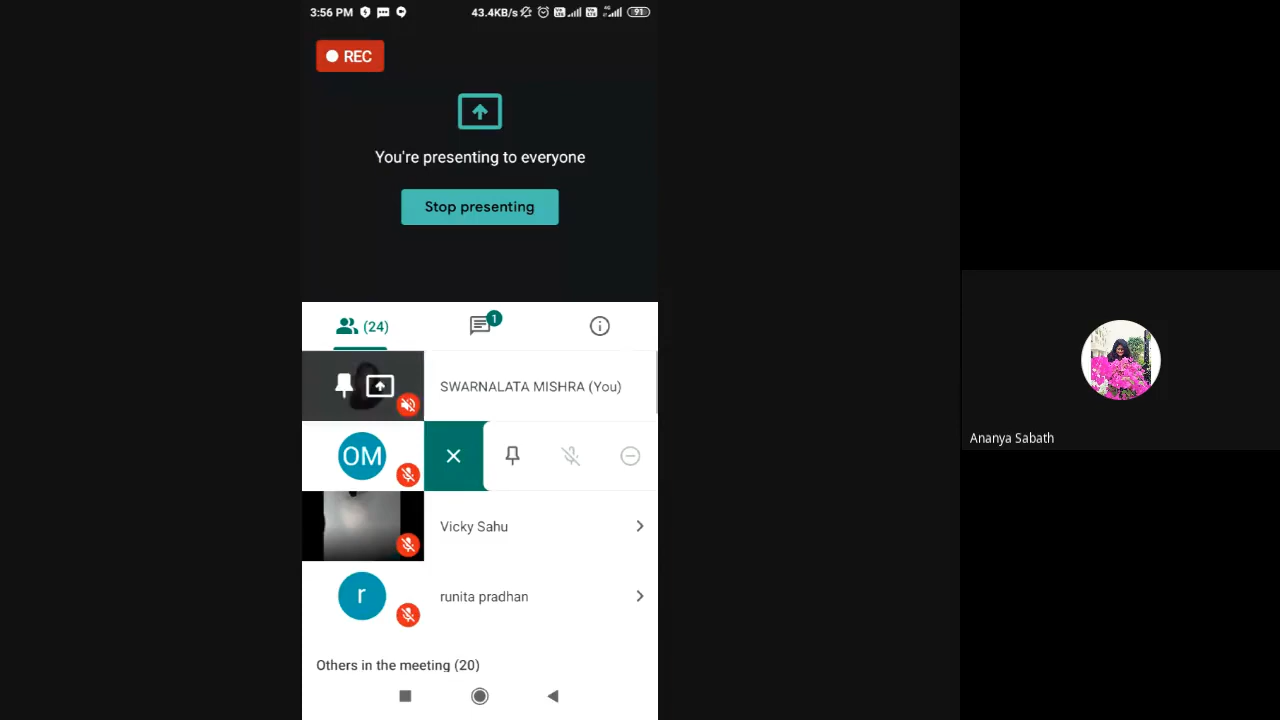 3:56 PM
43.4KB/s
91
REC
You're presenting to everyone
Stop presenting
(24)
1
SWARNALATA MISHRA (You)
OM
Vicky Sahu
r
runita pradhan
Others in the meeting (20)
Ananya Sabath